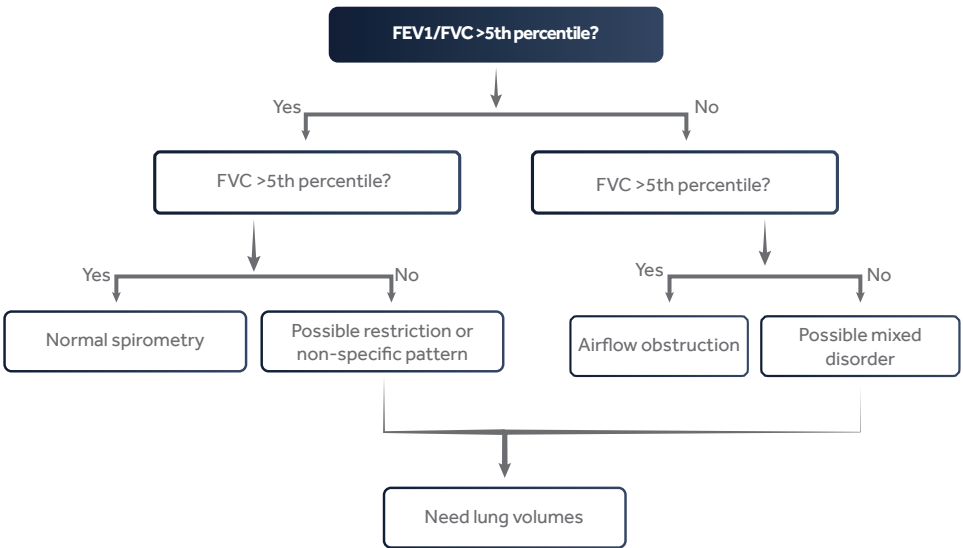 FEV1/FVC >5th percentile?
Yes
No
FVC >5th percentile?
FVC >5th percentile?
Yes
No
Yes
No
Normal spirometry
Possible restriction or
non-specific pattern
Airflow obstruction
Possible mixed
disorder
Need lung volumes